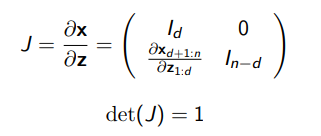 J = ∂x/∂z = ( I_d 0 ; ∂x_{d+1:n}/∂z_{1:d} I_{n−d} )
det(J) = 1